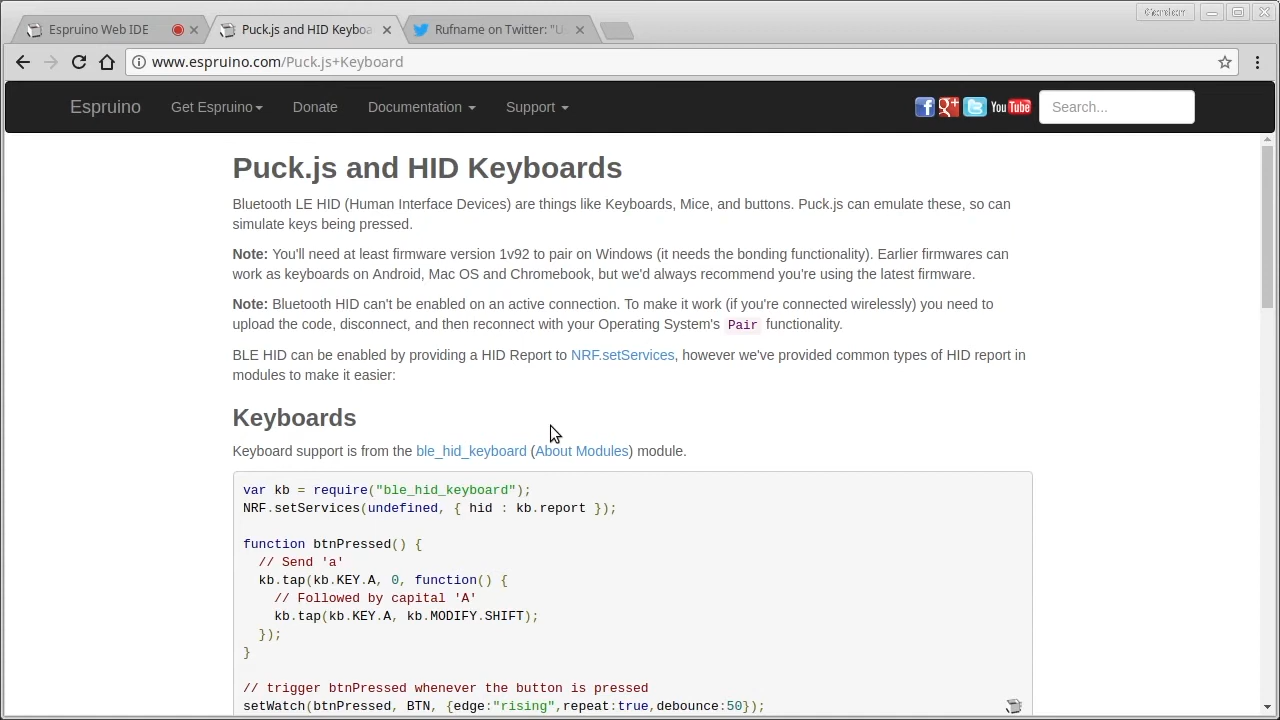 Espruino Web IDE
Puck.js and HID Keyboa
Rufname on Twitter: "U
www.espruino.com/Puck.js+Keyboard
Espruino Get Espruino Donate Documentation Support You Tube Search...
Puck.js and HID Keyboards
Bluetooth LE HID (Human Interface Devices) are things like Keyboards, Mice, and buttons. Puck.js can emulate these, so can
simulate keys being pressed.
Note: You'll need at least firmware version 1v92 to pair on Windows (it needs the bonding functionality). Earlier firmwares can
work as keyboards on Android, Mac OS and Chromebook, but we'd always recommend you're using the latest firmware.
Note: Bluetooth HID can't be enabled on an active connection. To make it work (if you're connected wirelessly) you need to
upload the code, disconnect, and then reconnect with your Operating System's Pair functionality.
BLE HID can be enabled by providing a HID Report to NRF.setServices, however we've provided common types of HID report in
modules to make it easier:
Keyboards
Keyboard support is from the ble_hid_keyboard (About Modules) module.
var kb = require("ble_hid_keyboard");
NRF.setServices(undefined, { hid : kb.report });
function btnPressed() {
// Send 'a'
kb.tap(kb.KEY.A, 0, function() {
// Followed by capital 'A'
kb.tap(kb.KEY.A, kb.MODIFY.SHIFT);
});
}
// trigger btnPressed whenever the button is pressed
setWatch(btnPressed, BTN, {edge:"rising",repeat:true,debounce:50});